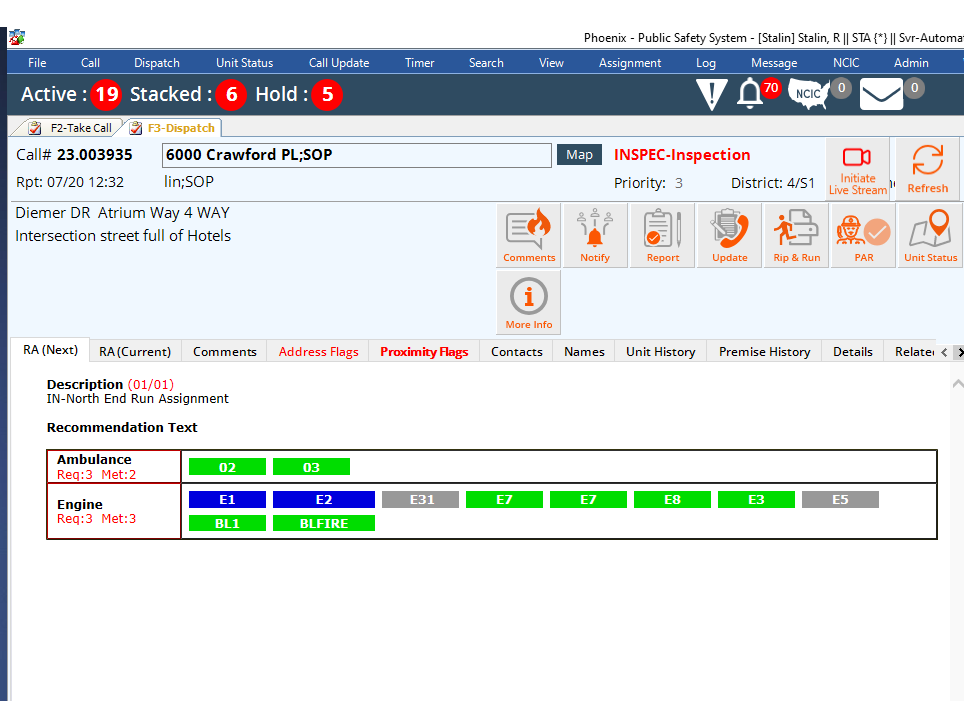 Phoenix - Public Safety System - [Stalin] Stalin, R || STA {*} || Svr-Automa
File Call Dispatch Unit Status Call Update Timer Search View Assignment Log Message NCIC Admin
Active : 19 Stacked : 6 Hold : 5 70 NCIC 0 0
F2-Take Call F3-Dispatch
Call# 23.003935 6000 Crawford PL;SOP Map INSPEC-Inspection
Rpt: 07/20 12:32 lin;SOP Priority: 3 District: 4/S1
Initiate
Live Stream
Refresh
Diemer DR Atrium Way 4 WAY
Intersection street full of Hotels
Comments Notify Report Update Rip & Run PAR Unit Status
More Info
RA (Next) RA (Current) Comments Address Flags Proximity Flags Contacts Names Unit History Premise History Details Relate
Description (01/01)
IN-North End Run Assignment
Recommendation Text
Ambulance
Req:3 Met:2
02 03
Engine
Req:3 Met:3
E1 E2 E31 E7 E7 E8 E3 E5
BL1 BLFIRE